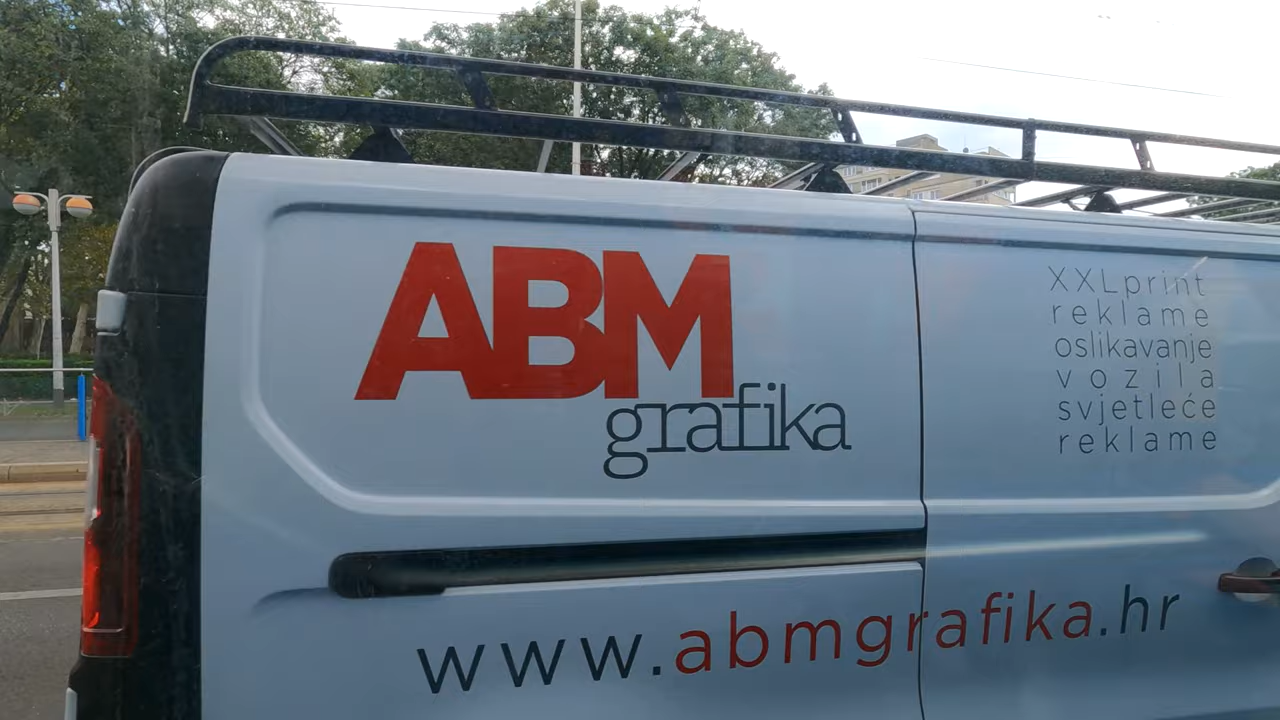 ABM
grafika
XXLprint
reklame
oslikavanje
vozila
svjetleće
reklame
www.abmgrafika.hr